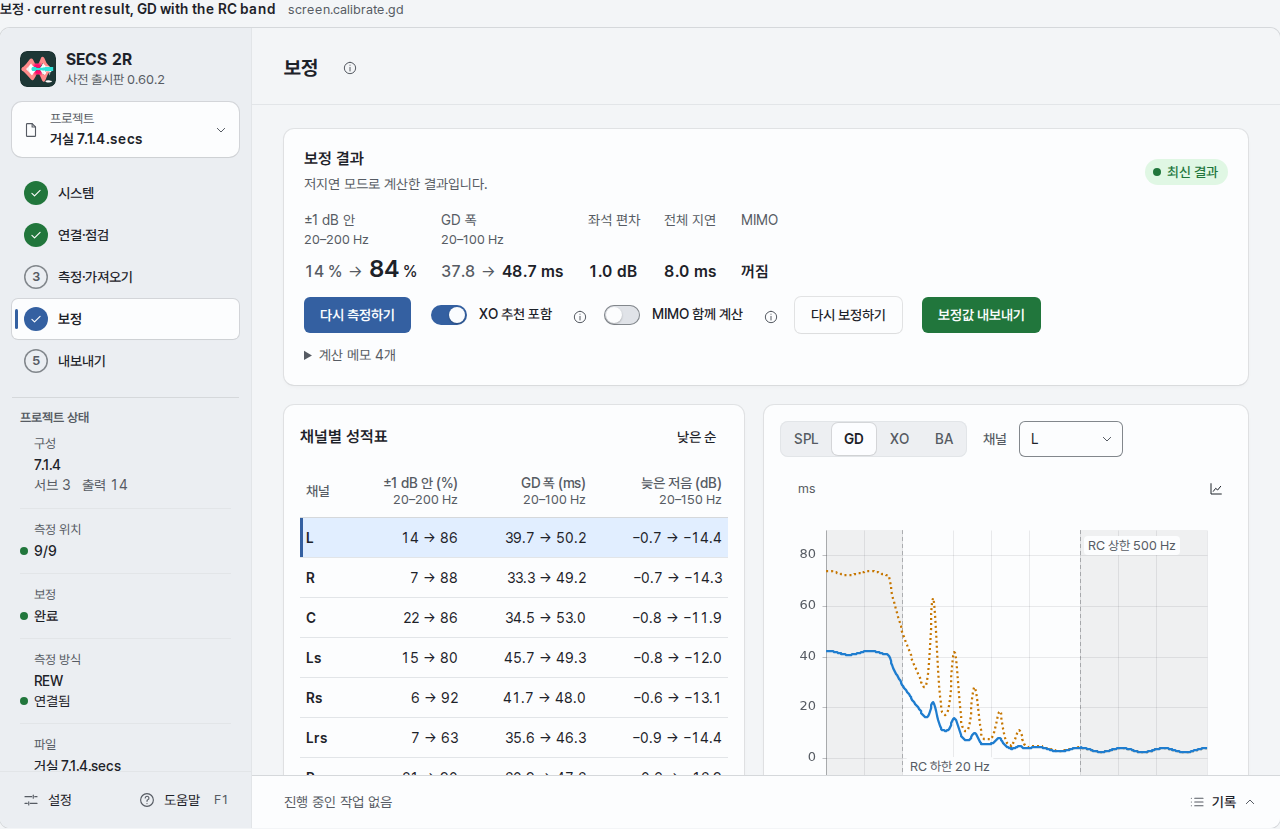 보정 · current result, GD with the RC band screen.calibrate.gd
SECS 2R
사전 출시판 0.60.2
프로젝트
거실 7.1.4.secs
시스템
연결·점검
3 측정·가져오기
보정
5 내보내기
프로젝트 상태
구성
7.1.4
서브 3 출력 14
측정 위치
9/9
보정
완료
측정 방식
REW
연결됨
파일
거실 7.1.4.secs
설정
도움말 F1
보정
보정 결과
저지연 모드로 계산한 결과입니다.
최신 결과
±1 dB 안 GD 폭 좌석 편차 전체 지연 MIMO
20–200 Hz 20–100 Hz
14 % → 84 % 37.8 → 48.7 ms 1.0 dB 8.0 ms 꺼짐
다시 측정하기 XO 추천 포함 MIMO 함께 계산 다시 보정하기 보정값 내보내기
계산 메모 4개
채널별 성적표 낮은 순
채널 ±1 dB 안 (%) GD 폭 (ms) 늦은 저음 (dB)
20–200 Hz 20–100 Hz 20–150 Hz
L 14 → 86 39.7 → 50.2 −0.7 → −14.4
R 7 → 88 33.3 → 49.2 −0.7 → −14.3
C 22 → 86 34.5 → 53.0 −0.8 → −11.9
Ls 15 → 80 45.7 → 49.3 −0.8 → −12.0
Rs 6 → 92 41.7 → 48.0 −0.6 → −13.1
Lrs 7 → 63 35.6 → 46.3 −0.9 → −14.4
SPL GD XO BA 채널 L
ms
RC 상한 500 Hz
80
60
40
20
0
RC 하한 20 Hz
진행 중인 작업 없음
기록